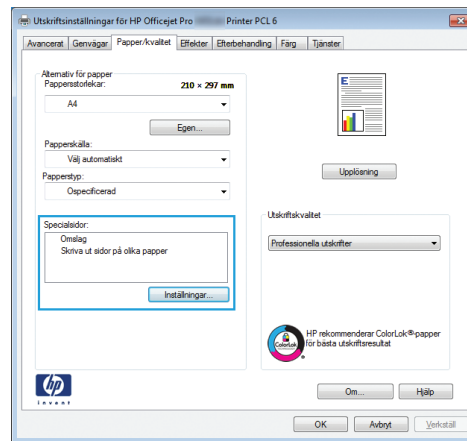 Utskriftsinställningar för HP Officejet Pro Printer PCL 6
Avancerat Genvägar Papper/kvalitet Effekter Efterbehandling Färg Tjänster
Alternativ för papper
Pappersstorlekar: 210 × 297 mm
A4
Egen...
Papperskälla:
Välj automatiskt
Papperstyp:
Ospecificerad
Specialsidor:
Omslag
Skriva ut sidor på olika papper
Inställningar...
E
Upplösning
Utskriftskvalitet
Professionella utskrifter
ColorLok
HP rekommenderar ColorLok®-papper
för bästa utskriftsresultat
hp
invent
Om... Hjälp
OK Avbryt Verkställ